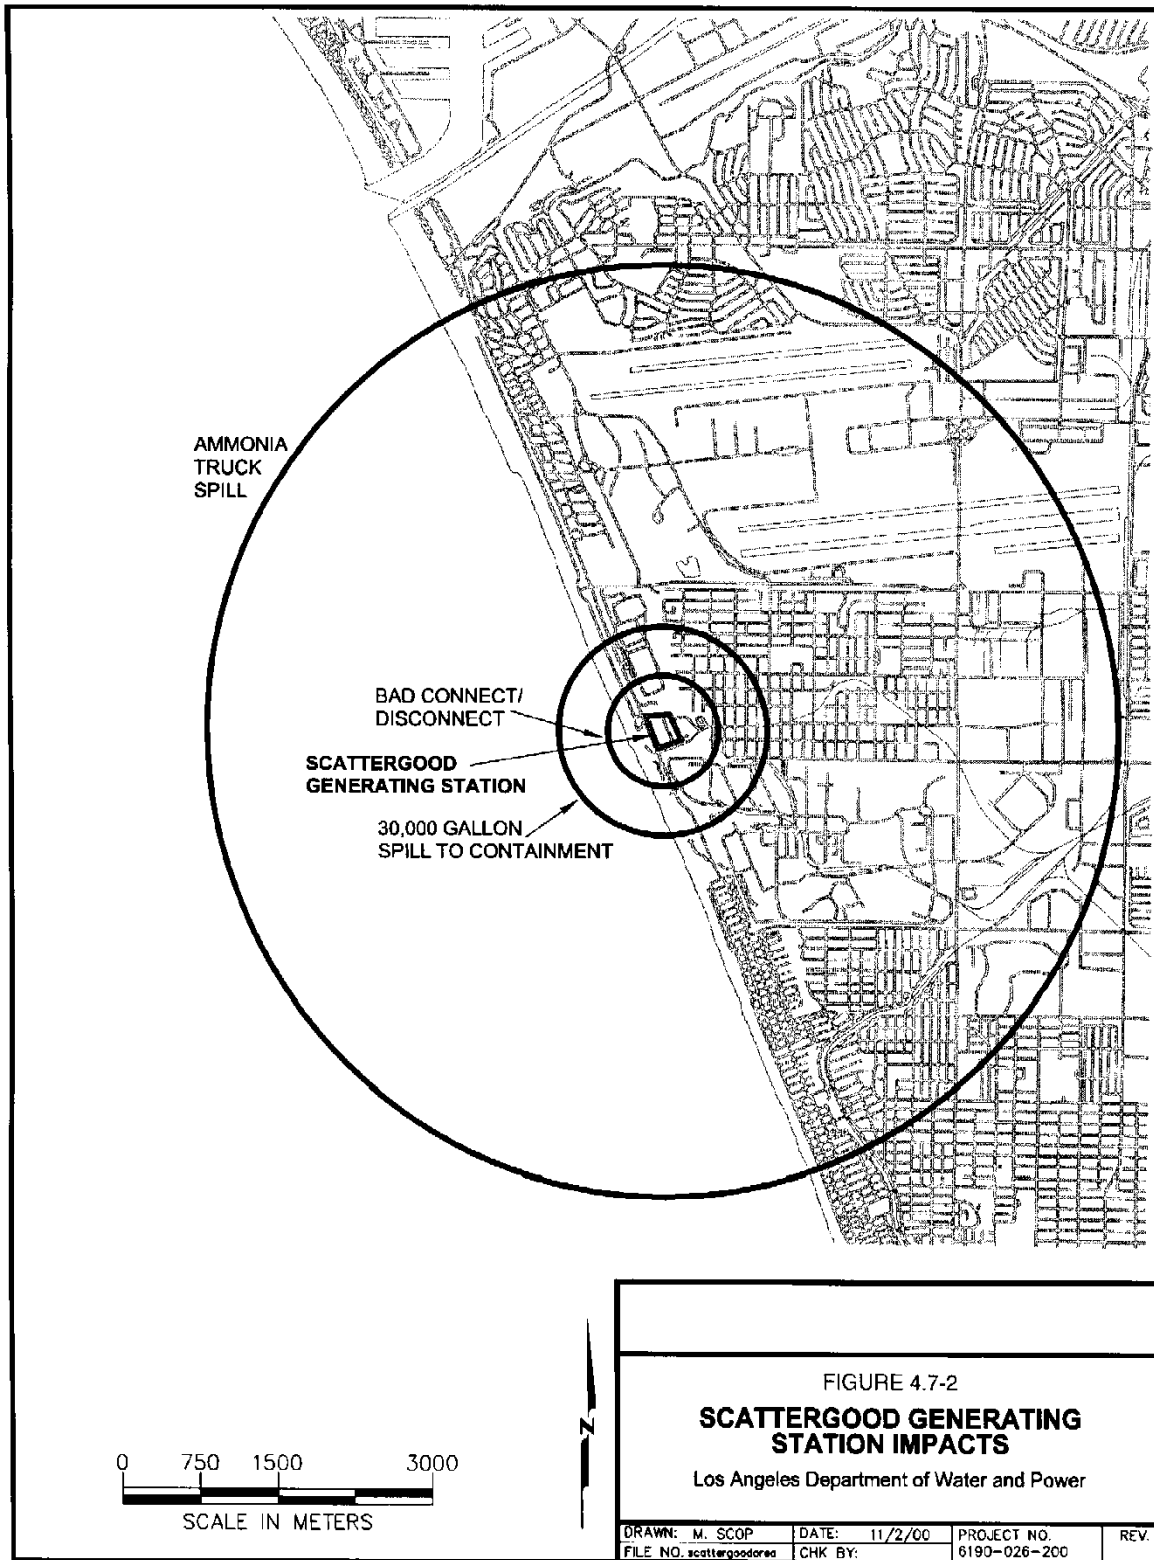 AMMONIA
TRUCK
SPILL
BAD CONNECT/
DISCONNECT
SCATTERGOOD
GENERATING STATION
30,000 GALLON
SPILL TO CONTAINMENT
0 750 1500 3000
SCALE IN METERS
N
FIGURE 4.7-2
SCATTERGOOD GENERATING
STATION IMPACTS
Los Angeles Department of Water and Power
DRAWN: M. SCOP DATE: 11/2/00 PROJECT NO. REV.
FILE NO. scattergoodarea CHK BY: 6190-026-200